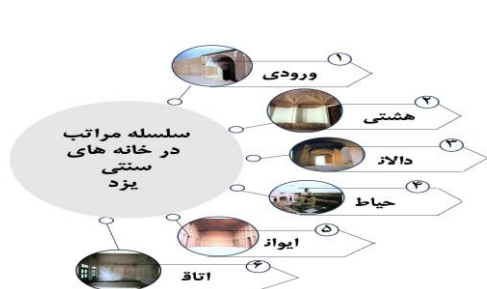 سلسله مراتب
در خانه های
سنتی
یزد
۱
ورودی
۲
هشتی
۳
دالان
۴
حیاط
۵
ایوان
۶
اتاق